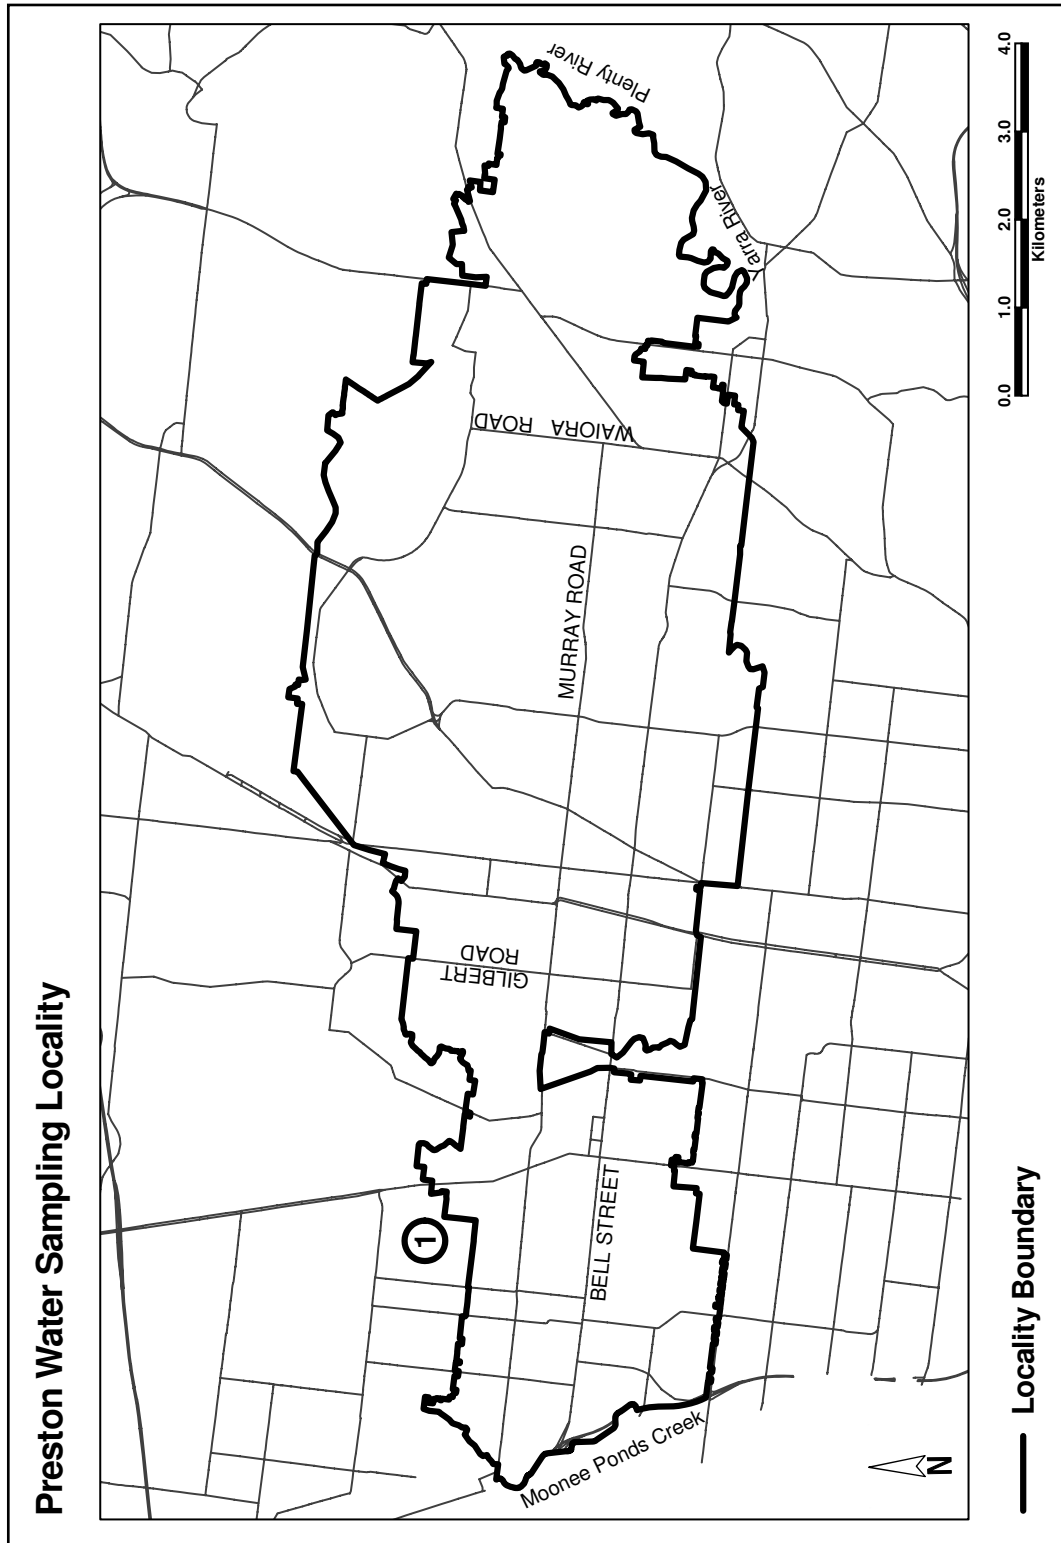 Preston Water Sampling Locality
Plenty River
Yarra River
WAIORA ROAD
MURRAY ROAD
GILBERT
ROAD
1
BELL STREET
Moonee Ponds Creek
N
Locality Boundary
0.0 1.0 2.0 3.0 4.0
Kilometers